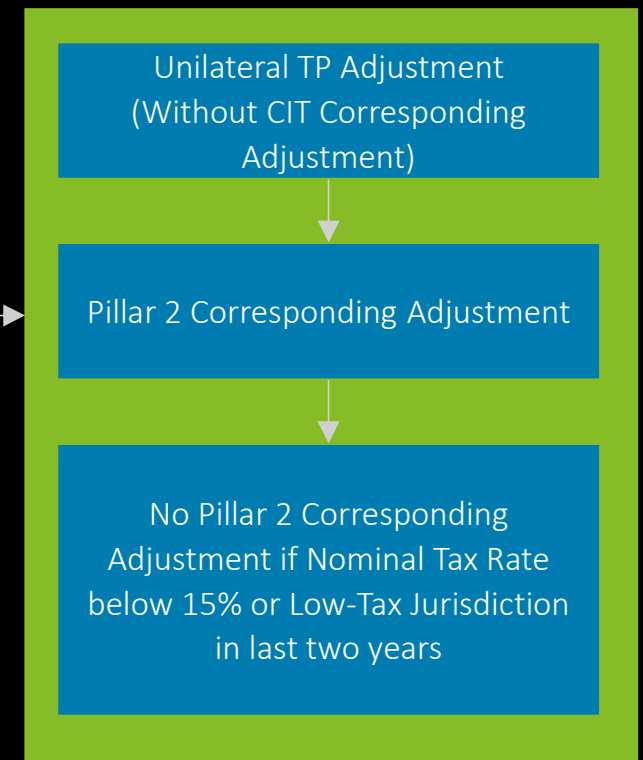 Unilateral TP Adjustment
(Without CIT Corresponding
Adjustment)
Pillar 2 Corresponding Adjustment
No Pillar 2 Corresponding
Adjustment if Nominal Tax Rate
below 15% or Low-Tax Jurisdiction
in last two years